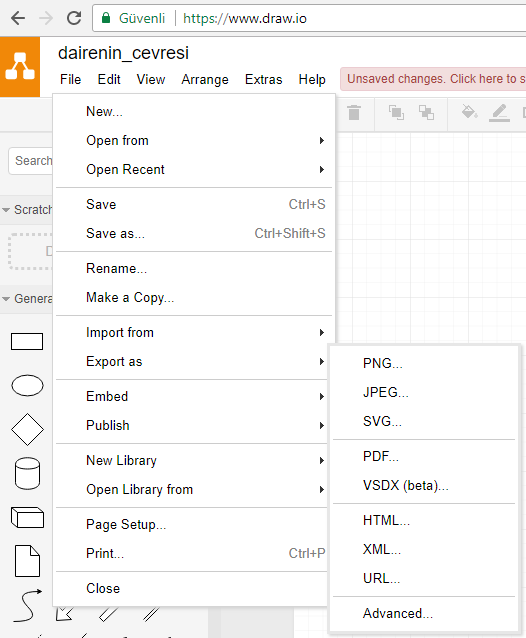 Güvenli https://www.draw.io
dairenin_cevresi
File Edit View Arrange Extras Help Unsaved changes. Click here to s
New...
Open from
Search
Open Recent
Save Ctrl+S
Scratc
Save as... Ctrl+Shift+S
D
Rename...
Genera
Make a Copy...
Import from
Export as
PNG...
JPEG...
SVG...
PDF...
VSDX (beta)...
HTML...
XML...
URL...
Advanced...
Embed
Publish
New Library
Open Library from
Page Setup...
Print... Ctrl+P
Close